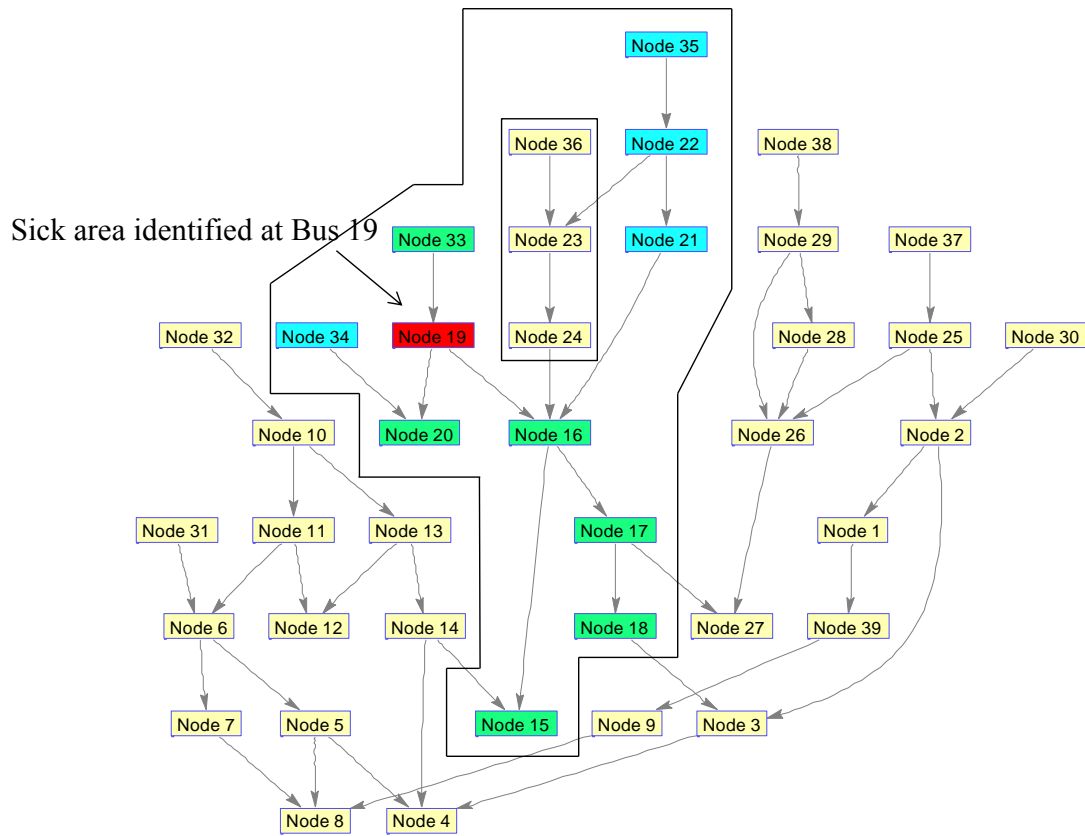 Node 35
Node 36
Node 22
Node 38
Sick area identified at Bus 19
Node 33
Node 23
Node 21
Node 29
Node 37
Node 32
Node 34
Node 19
Node 24
Node 28
Node 25
Node 30
Node 10
Node 20
Node 16
Node 26
Node 2
Node 31
Node 11
Node 13
Node 17
Node 1
Node 6
Node 12
Node 14
Node 18
Node 27
Node 39
Node 7
Node 5
Node 15
Node 9
Node 3
Node 8
Node 4